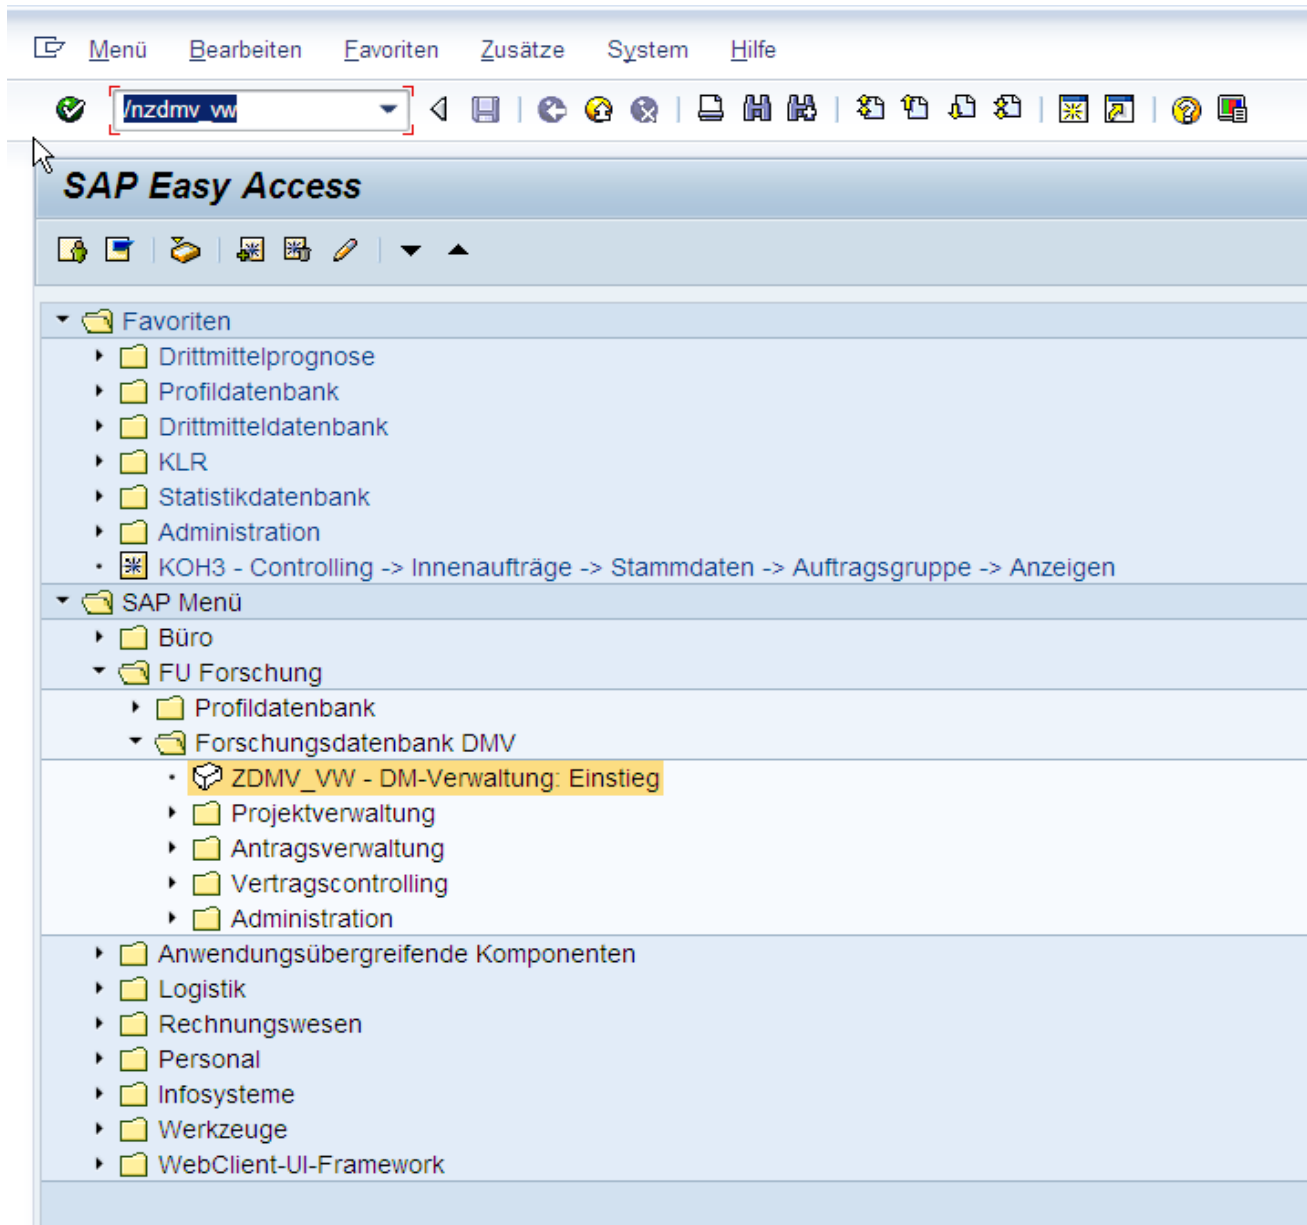 Menü Bearbeiten Favoriten Zusätze System Hilfe
/nzdmv_vw
SAP Easy Access
Favoriten
Drittmittelprognose
Profildatenbank
Drittmitteldatenbank
KLR
Statistikdatenbank
Administration
KOH3 - Controlling -> Innenaufträge -> Stammdaten -> Auftragsgruppe -> Anzeigen
SAP Menü
Büro
FU Forschung
Profildatenbank
Forschungsdatenbank DMV
ZDMV_VW - DM-Verwaltung: Einstieg
Projektverwaltung
Antragsverwaltung
Vertragscontrolling
Administration
Anwendungsübergreifende Komponenten
Logistik
Rechnungswesen
Personal
Infosysteme
Werkzeuge
WebClient-UI-Framework